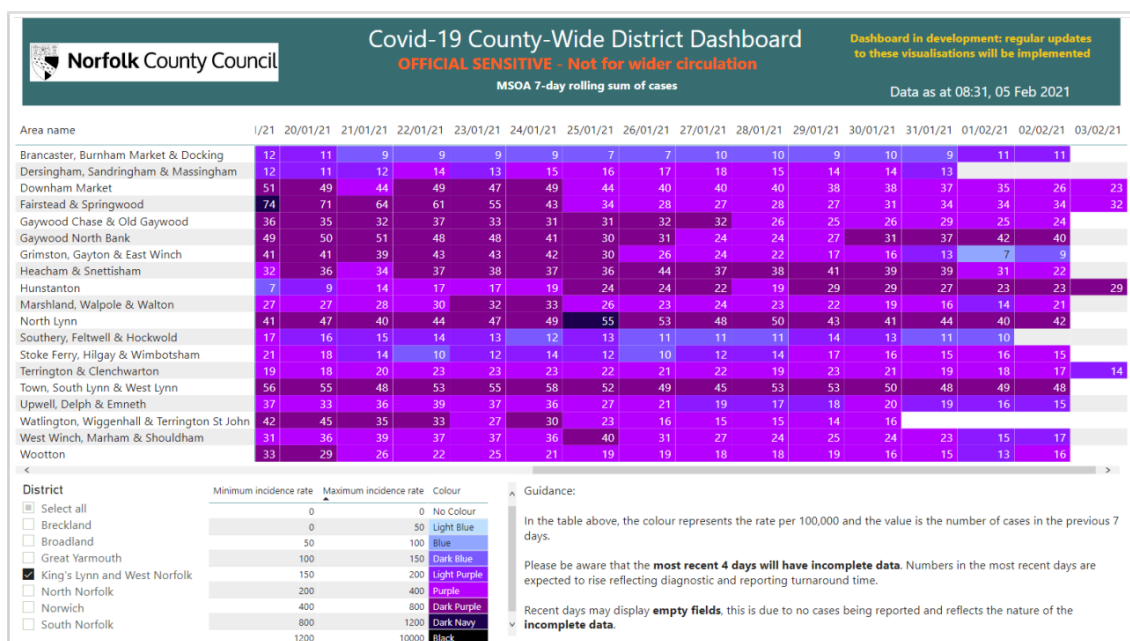 Norfolk County Council
Covid-19 County-Wide District Dashboard
OFFICIAL SENSITIVE - Not for wider circulation
MSOA 7-day rolling sum of cases
Dashboard in development: regular updates
to these visualisations will be implemented
Data as at 08:31, 05 Feb 2021
Area name /21 20/01/21 21/01/21 22/01/21 23/01/21 24/01/21 25/01/21 26/01/21 27/01/21 28/01/21 29/01/21 30/01/21 31/01/21 01/02/21 02/02/21 03/02/21
Brancaster, Burnham Market & Docking 12 11 9 9 9 9 7 7 10 10 9 10 9 11 11
Dersingham, Sandringham & Massingham 12 11 12 14 13 15 16 17 18 15 14 14 13
Downham Market 51 49 44 49 47 49 44 40 40 40 38 38 37 35 26 23
Fairstead & Springwood 74 71 64 61 55 43 34 28 27 28 27 31 34 34 34 32
Gaywood Chase & Old Gaywood 36 35 32 37 33 31 31 32 32 26 25 26 29 25 24
Gaywood North Bank 49 50 51 48 48 41 30 31 24 24 27 31 37 42 40
Grimston, Gayton & East Winch 41 41 39 43 43 42 30 26 24 22 17 16 13 7 9
Heacham & Snettisham 32 36 34 37 38 37 36 44 37 38 41 39 39 31 22
Hunstanton 7 9 14 17 17 19 24 24 22 19 29 29 27 23 23 29
Marshland, Walpole & Walton 27 27 28 30 32 33 26 23 24 23 22 19 16 14 21
North Lynn 41 47 40 44 47 49 55 53 48 50 43 41 44 40 42
Southery, Feltwell & Hockwold 17 16 15 14 13 12 13 11 11 11 14 13 11 10
Stoke Ferry, Hilgay & Wimbotsham 21 18 14 10 12 14 12 10 12 14 17 16 15 16 15
Terrington & Clenchwarton 19 18 20 23 23 23 22 21 22 19 23 21 19 18 17 14
Town, South Lynn & West Lynn 56 55 48 53 55 58 52 49 45 53 53 50 48 49 48
Upwell, Delph & Emneth 37 33 36 39 37 36 27 21 19 17 18 20 19 16 15
Watlington, Wiggenhall & Terrington St John 42 45 35 33 27 30 23 16 15 15 14 16
West Winch, Marham & Shouldham 31 36 39 37 37 36 40 31 27 24 25 24 23 15 17
Wootton 33 29 26 22 25 21 19 19 18 18 19 16 15 13 16
District
Select all
Breckland
Broadland
Great Yarmouth
King's Lynn and West Norfolk
North Norfolk
Norwich
South Norfolk
Minimum incidence rate Maximum incidence rate Colour
0 0 No Colour
0 50 Light Blue
50 100 Blue
100 150 Dark Blue
150 200 Light Purple
200 400 Purple
400 800 Dark Purple
800 1200 Dark Navy
1200 10000 Black
Guidance:
In the table above, the colour represents the rate per 100,000 and the value is the number of cases in the previous 7
days.
Please be aware that the most recent 4 days will have incomplete data. Numbers in the most recent days are
expected to rise reflecting diagnostic and reporting turnaround time.
Recent days may display empty fields, this is due to no cases being reported and reflects the nature of the
incomplete data.